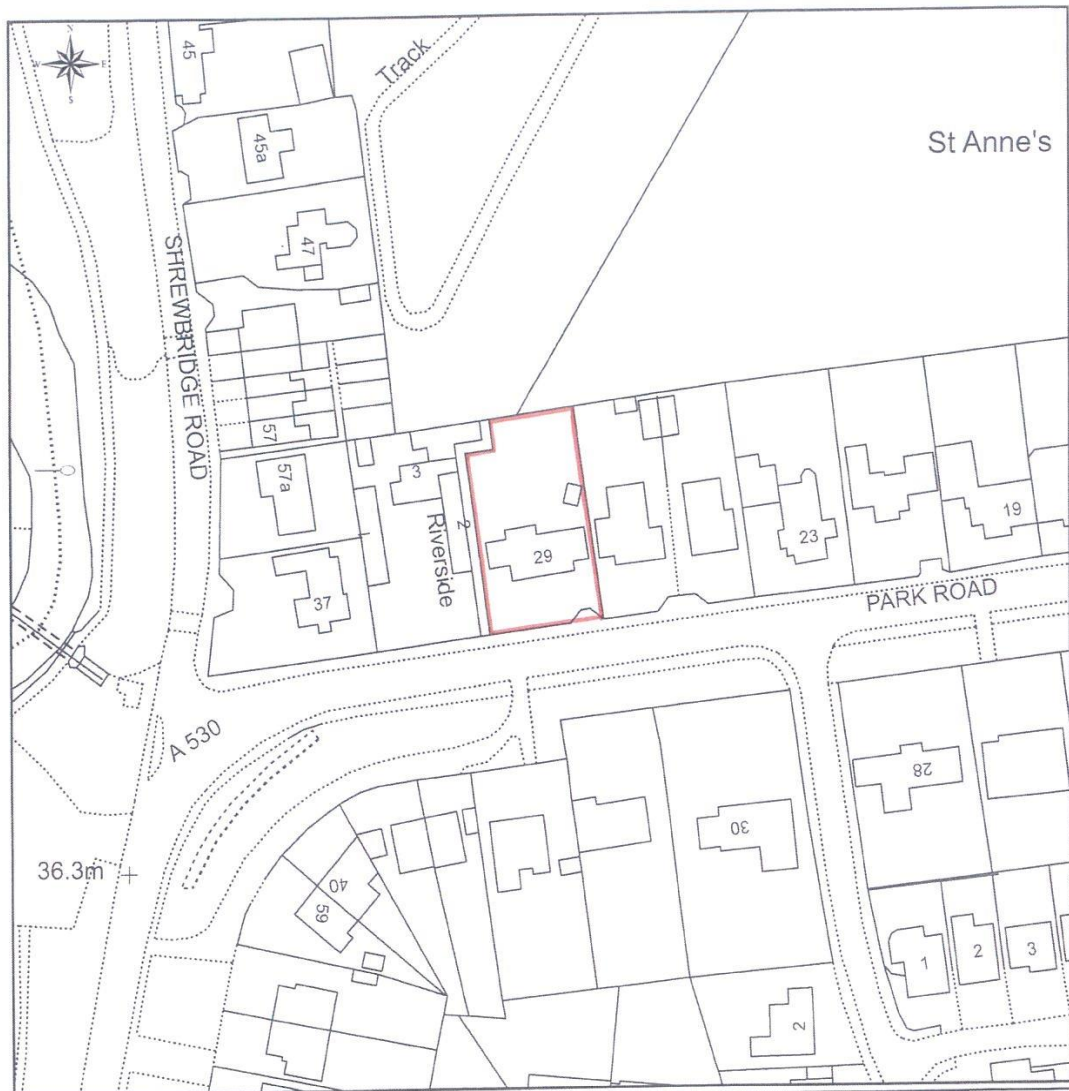 N
W E
S
45
Track
St Anne's
45a
47
SHREWBRIDGE ROAD
57
57a
3
2
Riverside
37
29
23
19
PARK ROAD
A 530
28
30
36.3m
40
59
1
2
3
2